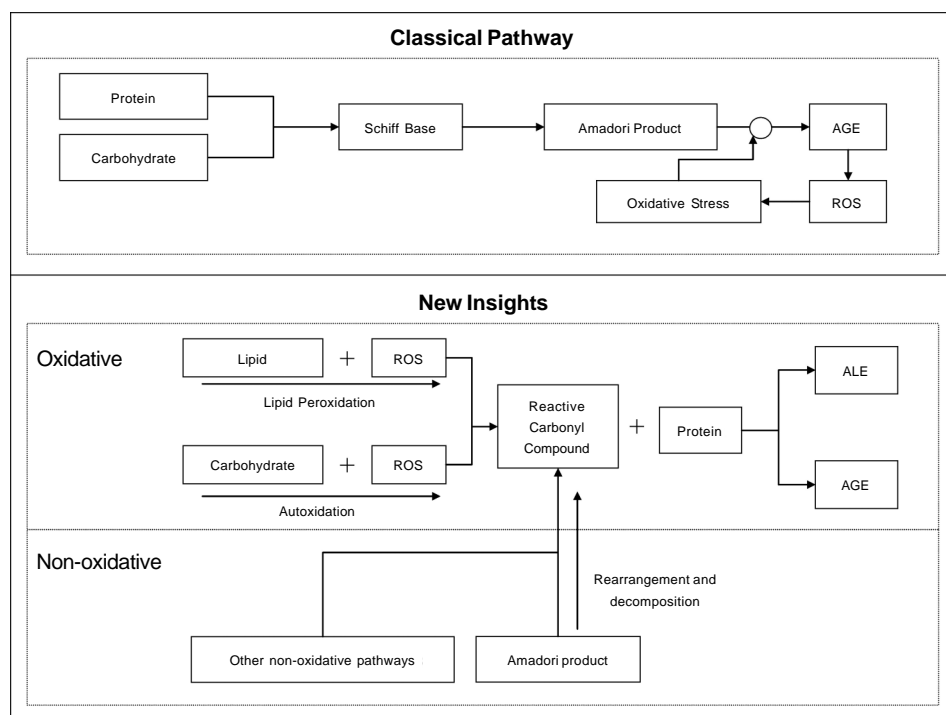 Classical Pathway
Protein
Carbohydrate
Schiff Base
Amadori Product
AGE
Oxidative Stress
ROS
New Insights
Oxidative
Lipid
+
ROS
Lipid Peroxidation
Carbohydrate
+
ROS
Autoxidation
Reactive
Carbonyl
Compound
+
Protein
ALE
AGE
Non-oxidative
Rearrangement and
decomposition
Other non-oxidative pathways
Amadori product